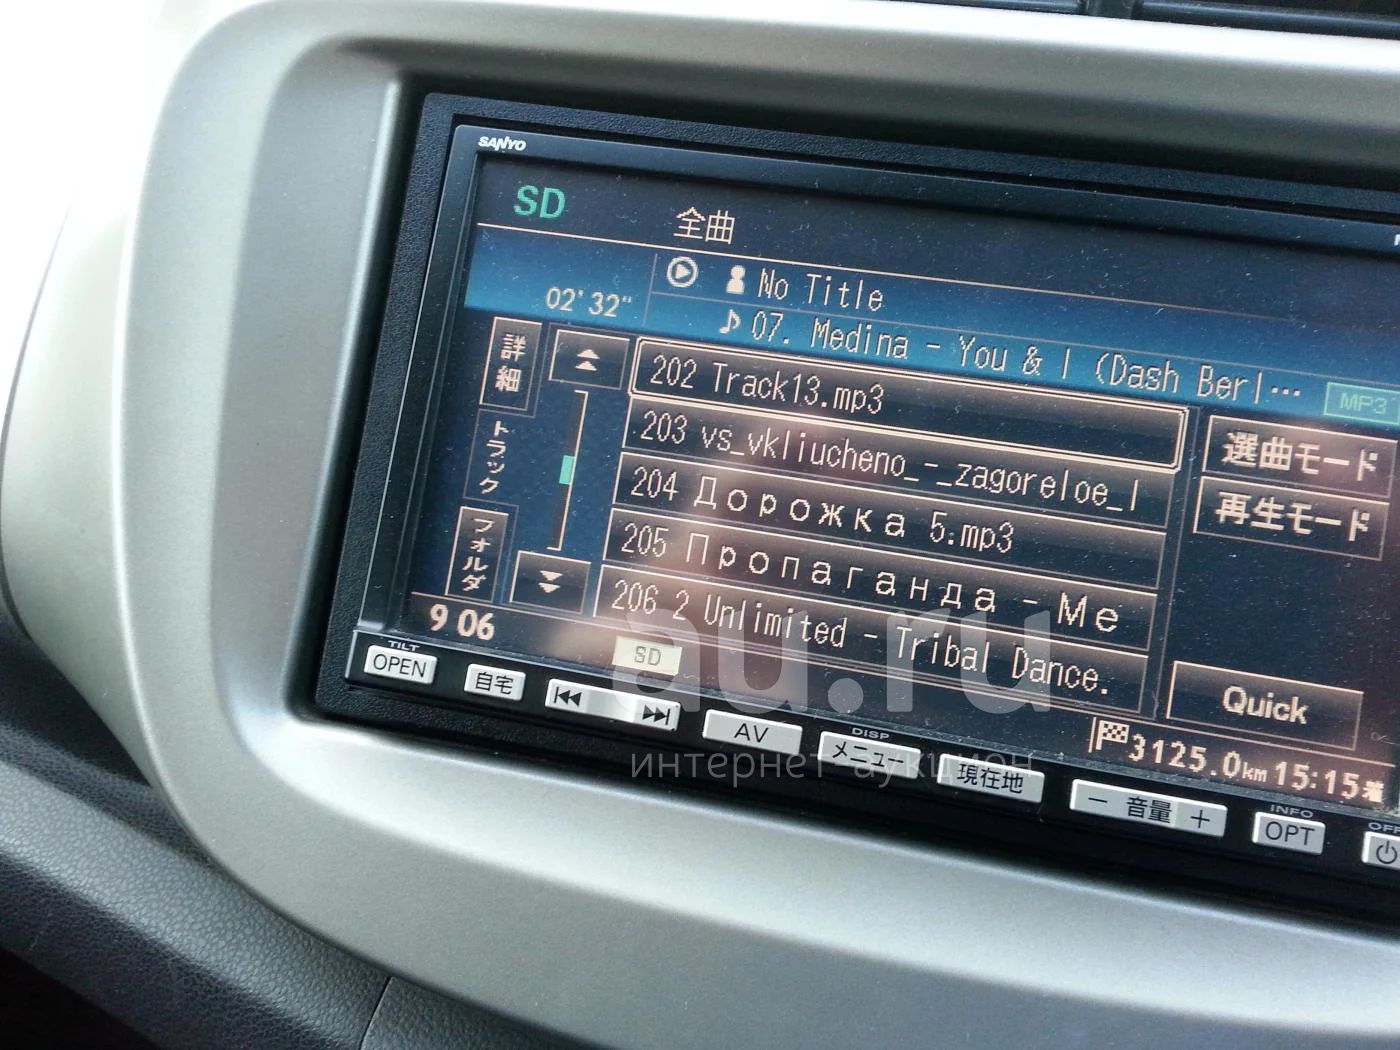 SANYO
SD
全曲
No Title
02'32"
07. Medina - You & I (Dash Berl…
MP3
詳細
202 Track13.mp3
203 vs_vkliucheno_-_zagoreloe_l
選曲モード
トラック
204 Дорожка 5.mp3
再生モード
205 Пропаганда - Ме
フォルダ
206 2 Unlimited - Tribal Dance.
Quick
9 06
SD
3125.0km 15:15着
TILT
OPEN
自宅
AV
DISP
メニュー
現在地
- 音量 +
INFO
OPT
au.ru
интернет аукцион